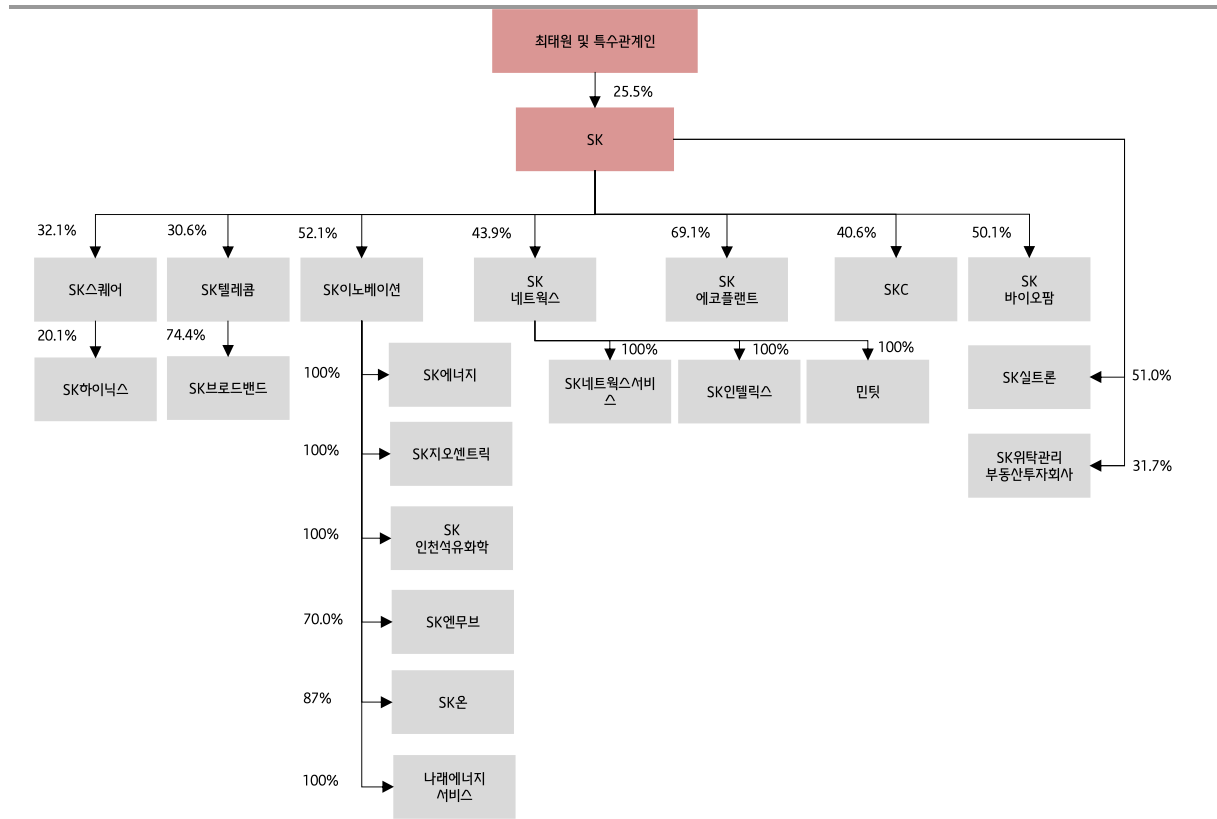 최태원 및 특수관계인
25.5%
SK
32.1%
30.6%
52.1%
43.9%
69.1%
40.6%
50.1%
SK스퀘어
SK텔레콤
SK이노베이션
SK
네트웍스
SK
에코플랜트
SKC
SK
바이오팜
20.1%
74.4%
100%
100%
100%
SK하이닉스
SK브로드밴드
100%
SK에너지
SK네트웍스서비
스
SK인텔릭스
민팃
SK실트론
51.0%
100%
SK지오센트릭
SK위탁관리
부동산투자회사
31.7%
100%
SK
인천석유화학
70.0%
SK엔무브
87%
SK온
100%
나래에너지
서비스